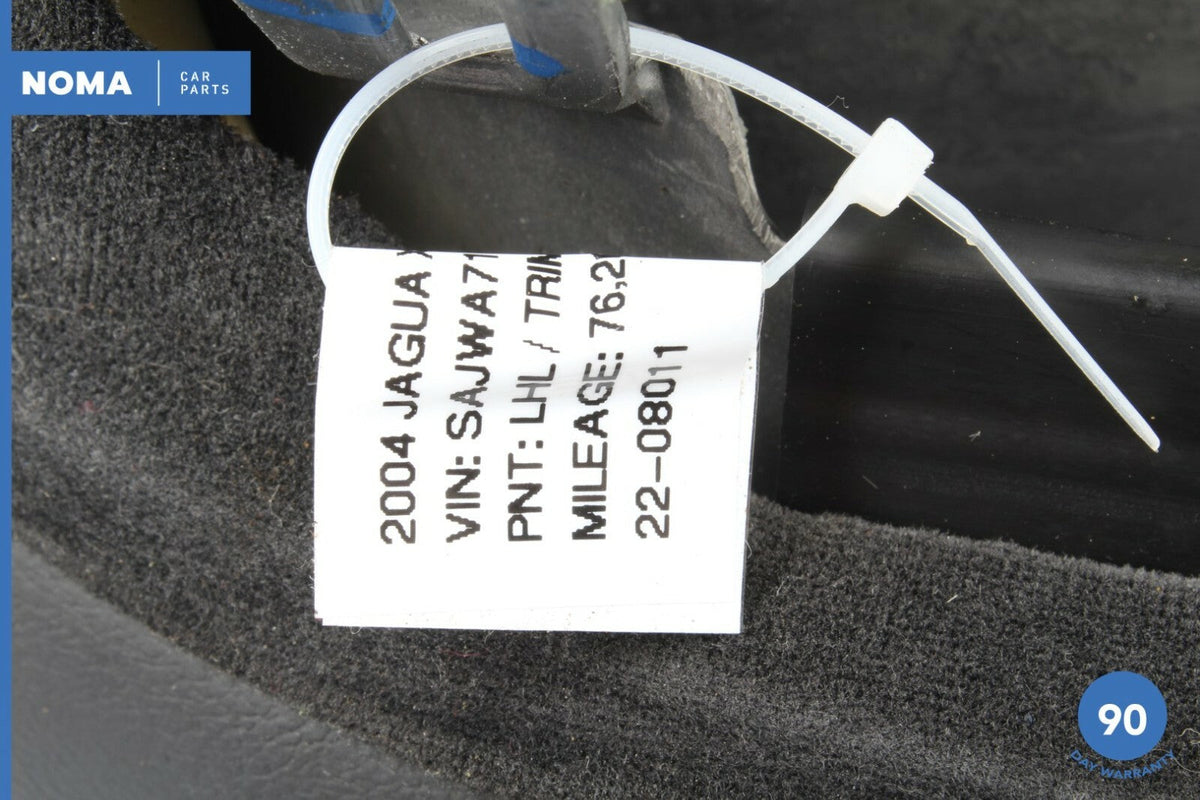 NOMA
CAR
PARTS
2004 JAGUA
VIN: SAJWA71
PNT: LHL / TRIM
MILEAGE: 76,2
22-08011
90
DAY WARRANTY